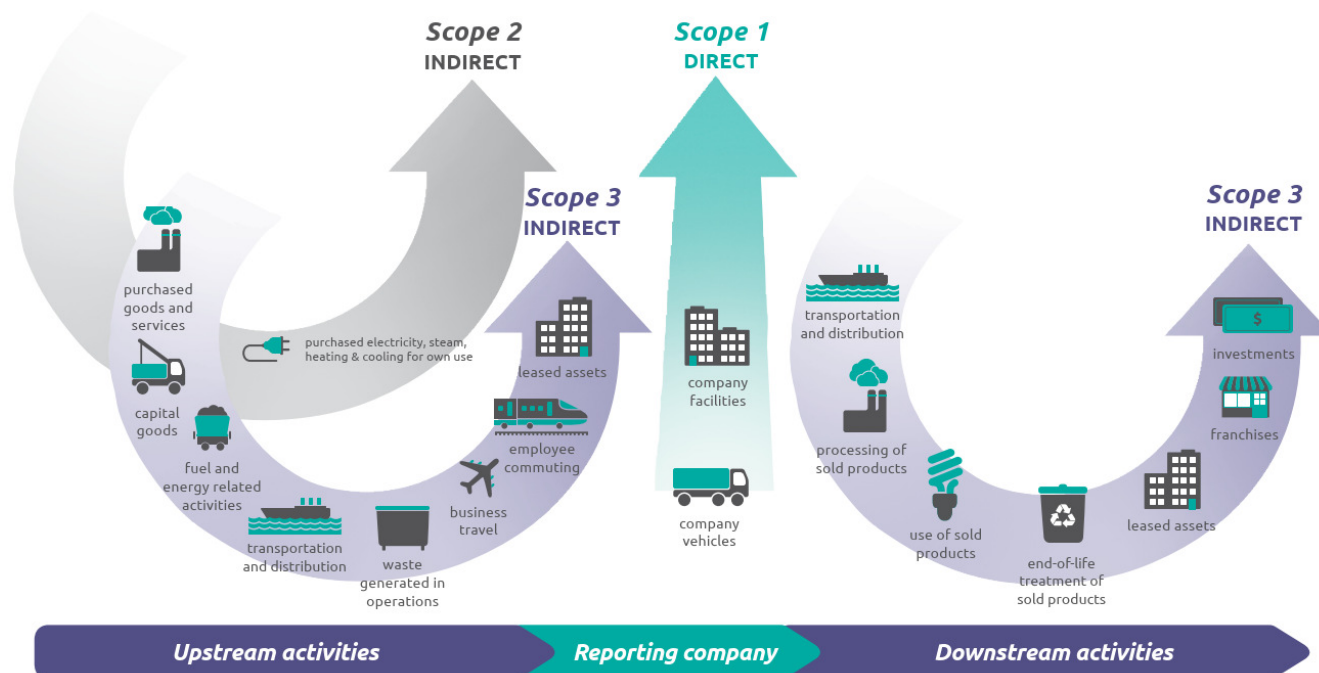 Scope 2
INDIRECT
Scope 1
DIRECT
Scope 3
INDIRECT
Scope 3
INDIRECT
purchased
goods and
services
capital
goods
fuel and
energy related
activities
transportation
and distribution
waste
generated in
operations
business
travel
employee
commuting
leased assets
purchased electricity, steam,
heating & cooling for own use
company
facilities
company
vehicles
transportation
and distribution
processing of
sold products
use of sold
products
end-of-life
treatment of
sold products
leased assets
franchises
$
investments
Upstream activities
Reporting company
Downstream activities